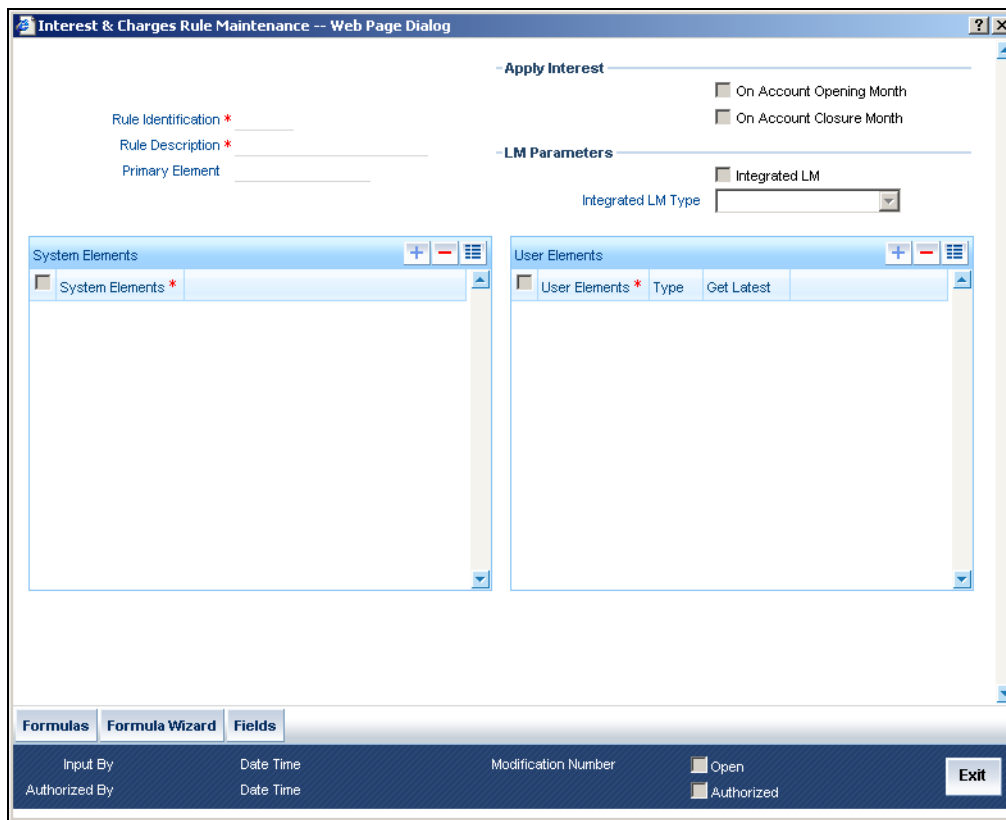 Interest & Charges Rule Maintenance -- Web Page Dialog
Apply Interest
On Account Opening Month
On Account Closure Month
Rule Identification *
Rule Description *
Primary Element
LM Parameters
Integrated LM
Integrated LM Type
System Elements
System Elements *
User Elements
User Elements * Type Get Latest
Formulas Formula Wizard Fields
Input By Date Time Modification Number Open
Authorized By Date Time Authorized
Exit